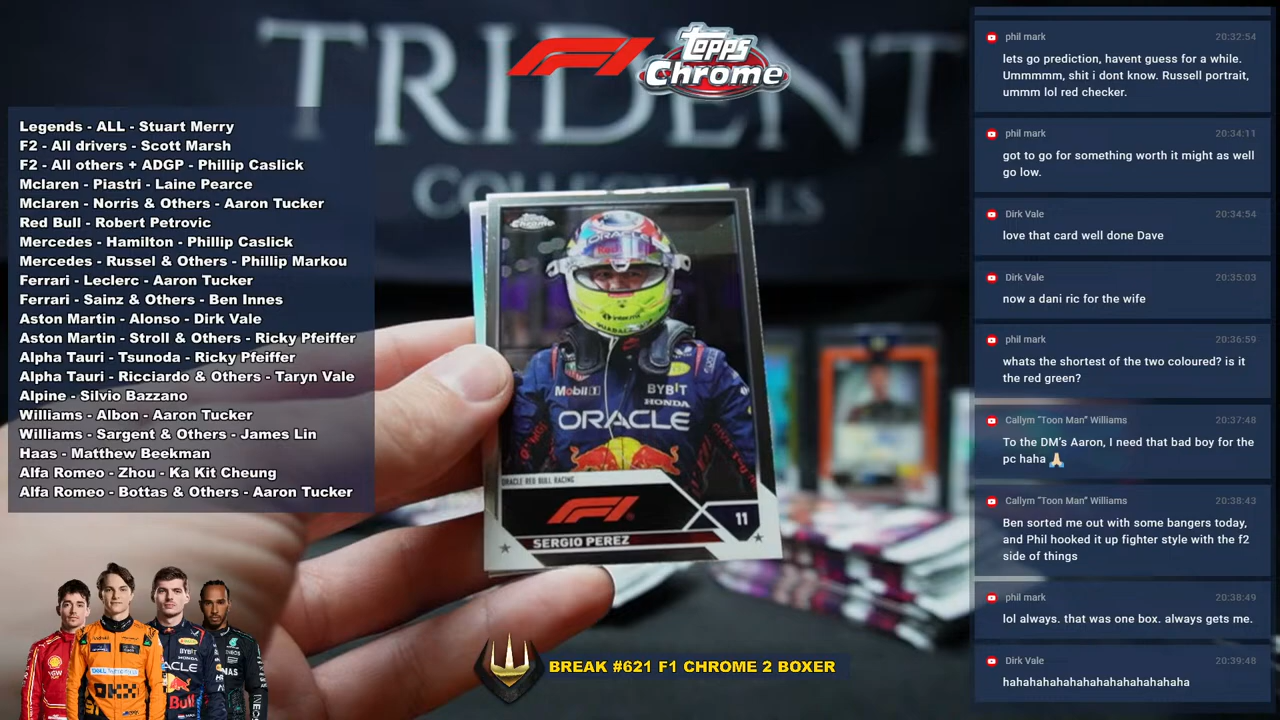 TRIDENT
COLLECTABLES
F1
Topps
Chrome
Legends - ALL - Stuart Merry
F2 - All drivers - Scott Marsh
F2 - All others + ADGP - Phillip Caslick
Mclaren - Piastri - Laine Pearce
Mclaren - Norris & Others - Aaron Tucker
Red Bull - Robert Petrovic
Mercedes - Hamilton - Phillip Caslick
Mercedes - Russel & Others - Phillip Markou
Ferrari - Leclerc - Aaron Tucker
Ferrari - Sainz & Others - Ben Innes
Aston Martin - Alonso - Dirk Vale
Aston Martin - Stroll & Others - Ricky Pfeiffer
Alpha Tauri - Tsunoda - Ricky Pfeiffer
Alpha Tauri - Ricciardo & Others - Taryn Vale
Alpine - Silvio Bazzano
Williams - Albon - Aaron Tucker
Williams - Sargent & Others - James Lin
Haas - Matthew Beekman
Alfa Romeo - Zhou - Ka Kit Cheung
Alfa Romeo - Bottas & Others - Aaron Tucker
Chrome
ORACLE
Mobil 1
BYBIT
HONDA
ORACLE
ORACLE RED BULL RACING
F1
11
SERGIO PEREZ
BREAK #621 F1 CHROME 2 BOXER
phil mark 20:32:54
lets go prediction, havent guess for a while.
Ummmmm, shit i dont know. Russell portrait,
ummm lol red checker.
phil mark 20:34:11
got to go for something worth it might as well
go low.
Dirk Vale 20:34:54
love that card well done Dave
Dirk Vale 20:35:03
now a dani ric for the wife
phil mark 20:36:59
whats the shortest of the two coloured? is it
the red green?
Callym "Toon Man" Williams 20:37:48
To the DM's Aaron, I need that bad boy for the
pc haha 🙏🏻
Callym "Toon Man" Williams 20:38:43
Ben sorted me out with some bangers today,
and Phil hooked it up fighter style with the f2
side of things
phil mark 20:38:49
lol always. that was one box. always gets me.
Dirk Vale 20:39:48
hahahahahahahahahahahahaha